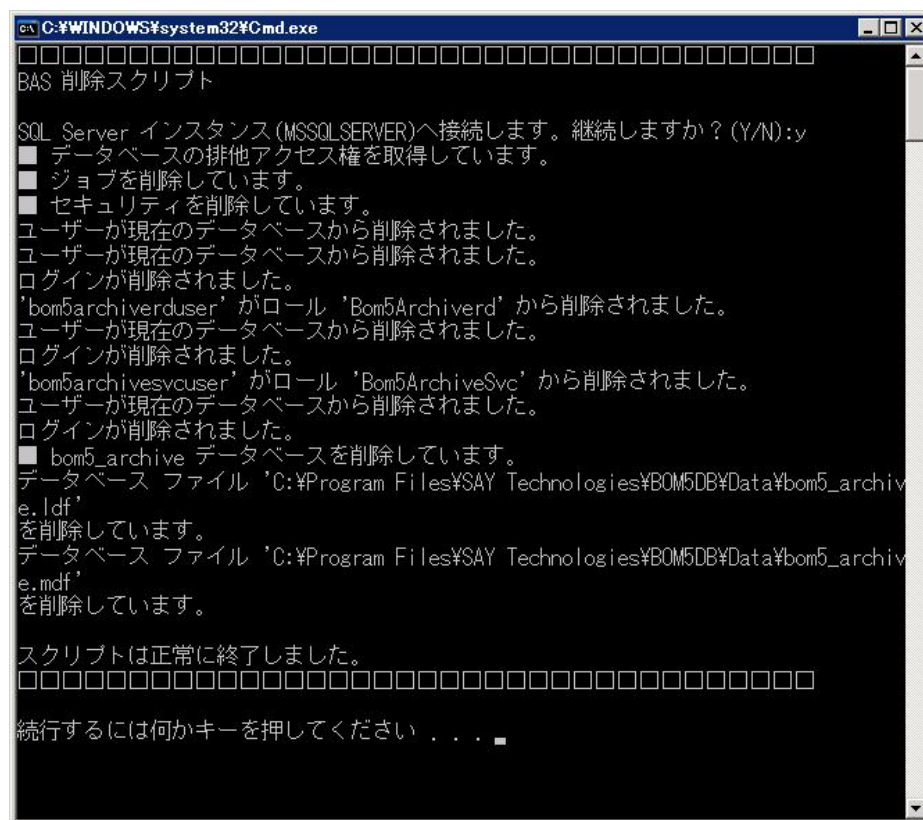 C:¥WINDOWS¥system32¥Cmd.exe
□□□□□□□□□□□□□□□□□□□□□□□□□□□□□□□□□□□□
BAS 削除スクリプト
SQL Server インスタンス(MSSQLSERVER)へ接続します。継続しますか？(Y/N):y
■ データベースの排他アクセス権を取得しています。
■ ジョブを削除しています。
■ セキュリティを削除しています。
ユーザーが現在のデータベースから削除されました。
ユーザーが現在のデータベースから削除されました。
ログインが削除されました。
'bom5archiverduser' がロール 'Bom5Archiverd' から削除されました。
ユーザーが現在のデータベースから削除されました。
ログインが削除されました。
'bom5archivesvcuser' がロール 'Bom5ArchiveSvc' から削除されました。
ユーザーが現在のデータベースから削除されました。
ログインが削除されました。
■ bom5_archive データベースを削除しています。
データベース ファイル 'C:¥Program Files¥SAY Technologies¥BOM5DB¥Data¥bom5_archiv
e.ldf'
を削除しています。
データベース ファイル 'C:¥Program Files¥SAY Technologies¥BOM5DB¥Data¥bom5_archiv
e.mdf'
を削除しています。
スクリプトは正常に終了しました。
□□□□□□□□□□□□□□□□□□□□□□□□□□□□□□□□□□□□
続行するには何かキーを押してください . . .